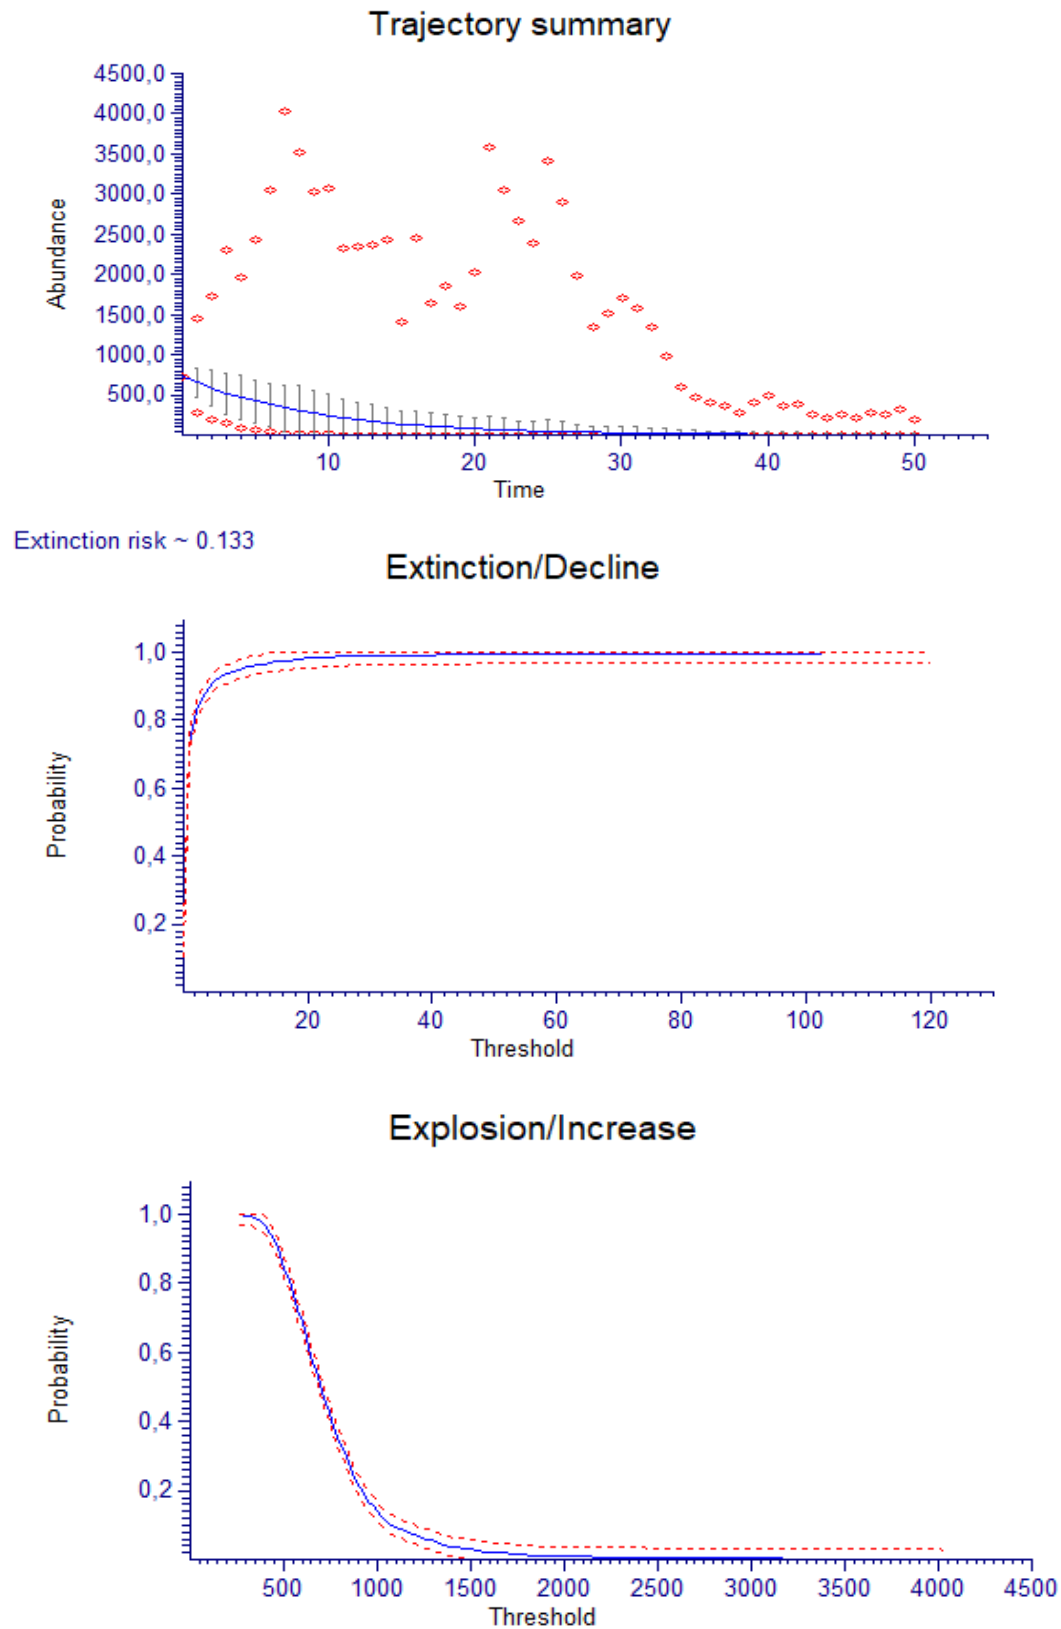 Trajectory summary
4500,0
4000,0
3500,0
3000,0
2500,0
2000,0
1500,0
1000,0
500,0
Abundance
10 20 30 40 50
Time
Extinction risk ~ 0.133
Extinction/Decline
1,0
0,8
0,6
0,4
0,2
Probability
20 40 60 80 100 120
Threshold
Explosion/Increase
1,0
0,8
0,6
0,4
0,2
Probability
500 1000 1500 2000 2500 3000 3500 4000 4500
Threshold